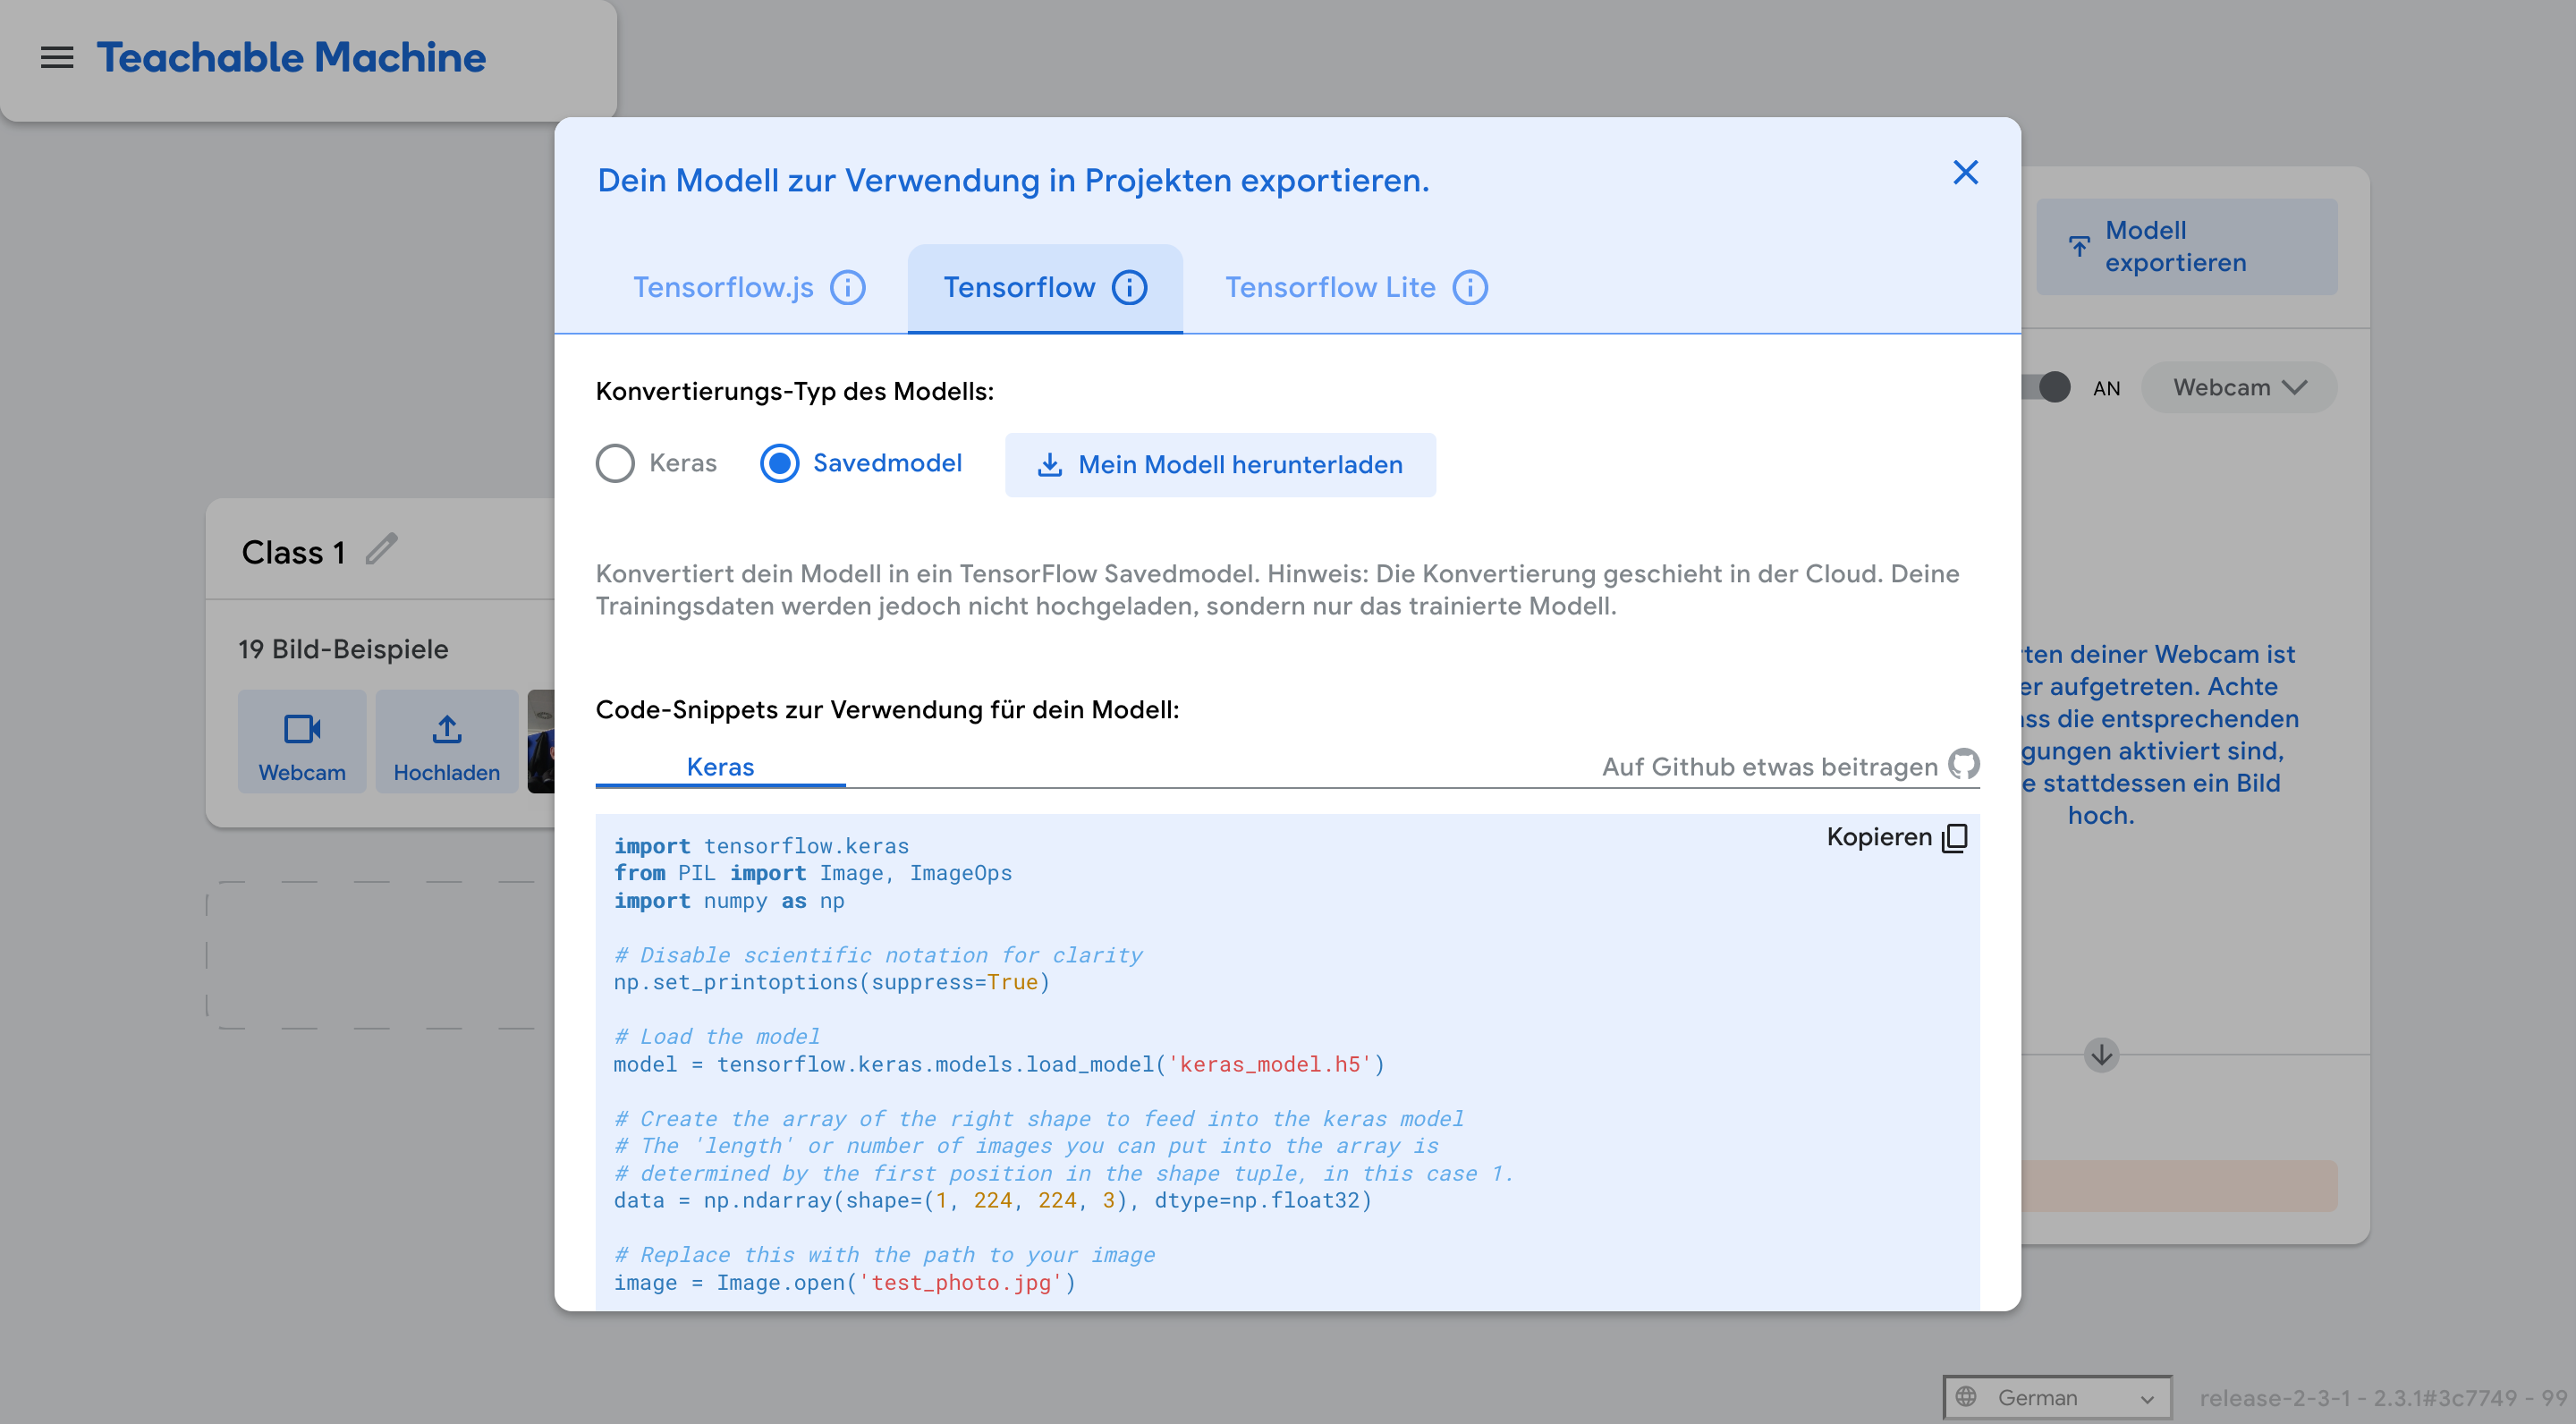 Teachable Machine
Dein Modell zur Verwendung in Projekten exportieren.
Tensorflow.js
Tensorflow
Tensorflow Lite
Konvertierungs-Typ des Modells:
Keras
Savedmodel
Mein Modell herunterladen
Konvertiert dein Modell in ein TensorFlow Savedmodel. Hinweis: Die Konvertierung geschieht in der Cloud. Deine
Trainingsdaten werden jedoch nicht hochgeladen, sondern nur das trainierte Modell.
Code-Snippets zur Verwendung für dein Modell:
Keras
Auf Github etwas beitragen
Kopieren
import tensorflow.keras
from PIL import Image, ImageOps
import numpy as np
# Disable scientific notation for clarity
np.set_printoptions(suppress=True)
# Load the model
model = tensorflow.keras.models.load_model('keras_model.h5')
# Create the array of the right shape to feed into the keras model
# The 'length' or number of images you can put into the array is
# determined by the first position in the shape tuple, in this case 1.
data = np.ndarray(shape=(1, 224, 224, 3), dtype=np.float32)
# Replace this with the path to your image
image = Image.open('test_photo.jpg')
Class 1
19 Bild-Beispiele
Webcam
Hochladen
Modell
exportieren
AN
Webcam
deiner Webcam ist
aufgetreten. Achte
die entsprechenden
aktiviert sind,
stattdessen ein Bild
hoch.
German
release-2-3-1 - 2.3.1#3c7749 - 99